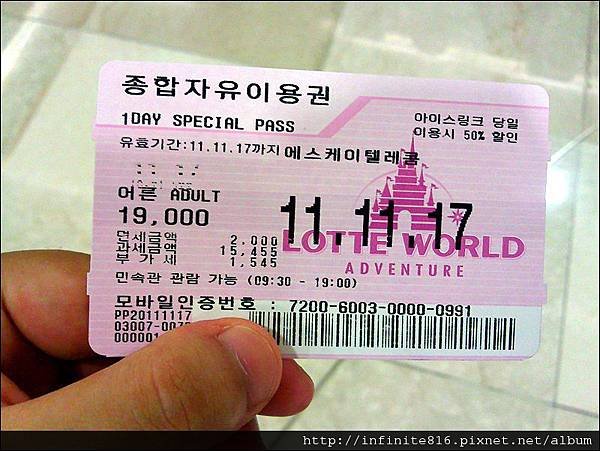 종합자유이용권
1DAY SPECIAL PASS
아이스링크 당일
이용시 50% 할인
유효기간:11.11.17까지 에스케이텔레콤
어른 ADULT
19,000
11.11.17
면세금액 2,000
과세금액 15,455
부 가 세 1,545
LOTTE WORLD
ADVENTURE
민속관 관람 가능 (09:30 - 19:00)
모바일인증번호 : 7200-6003-0000-0991
PP20111117
03007-007
000001
http://infinite816.pixnet.net/album